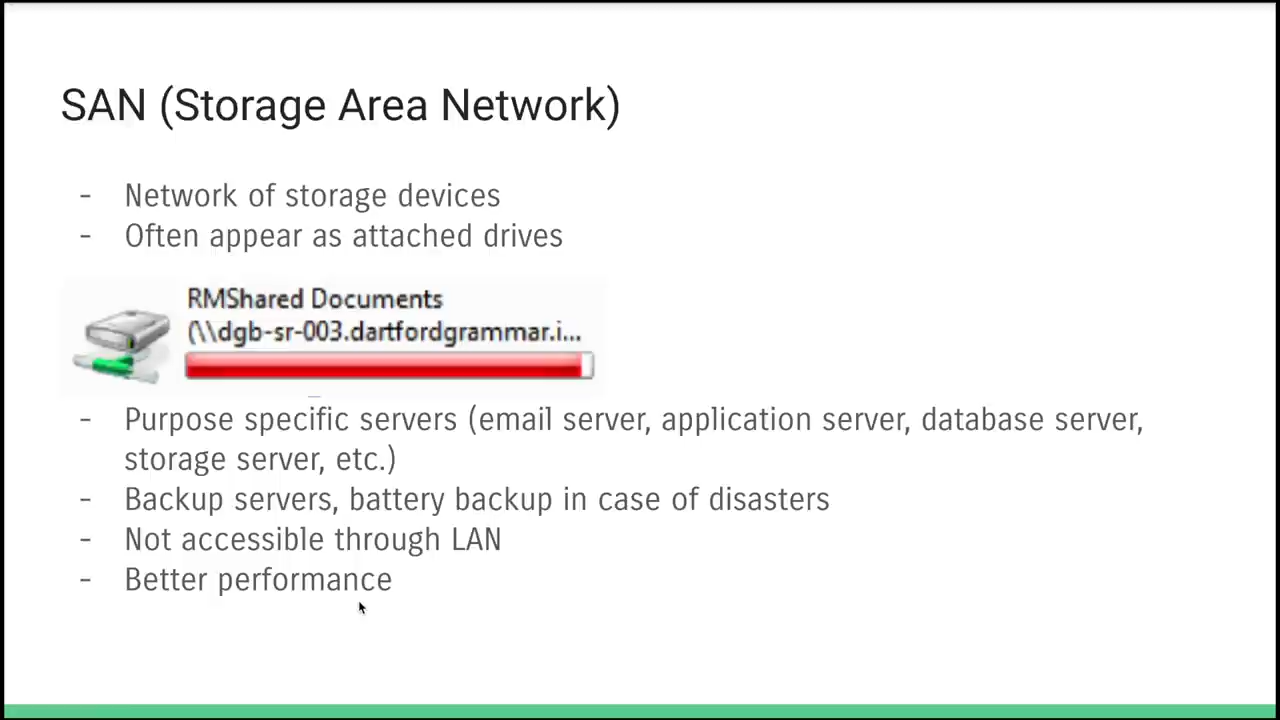 SAN (Storage Area Network)
- Network of storage devices
- Often appear as attached drives
RMShared Documents
(\\dgb-sr-003.dartfordgrammar.i...
- Purpose specific servers (email server, application server, database server,
storage server, etc.)
- Backup servers, battery backup in case of disasters
- Not accessible through LAN
- Better performance